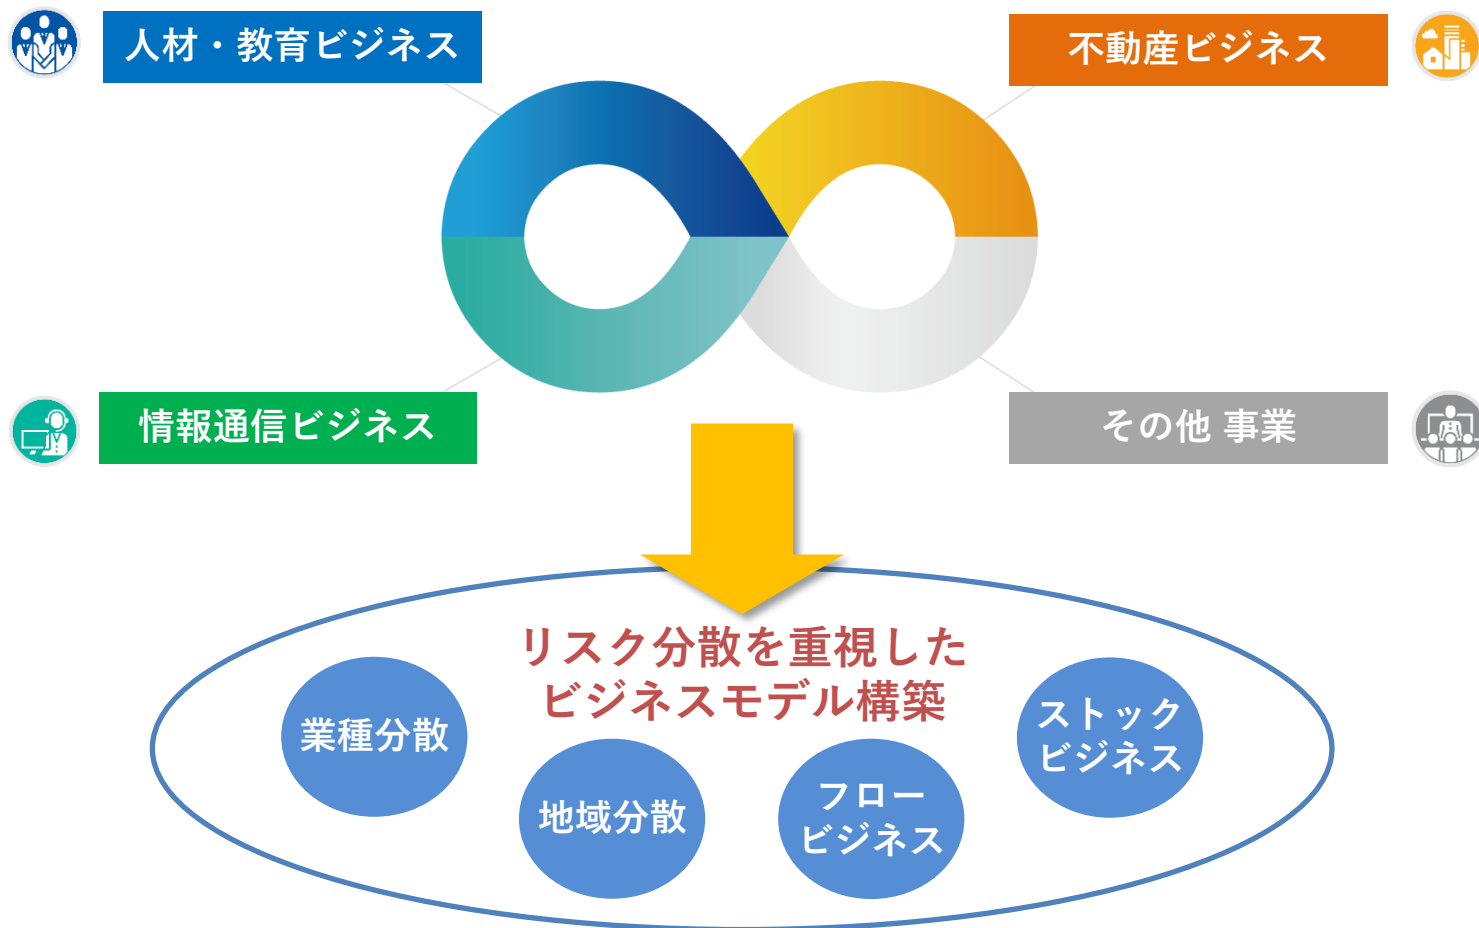 人材・教育ビジネス
不動産ビジネス
情報通信ビジネス
その他 事業
リスク分散を重視した
ビジネスモデル構築
業種分散
地域分散
フロー
ビジネス
ストック
ビジネス